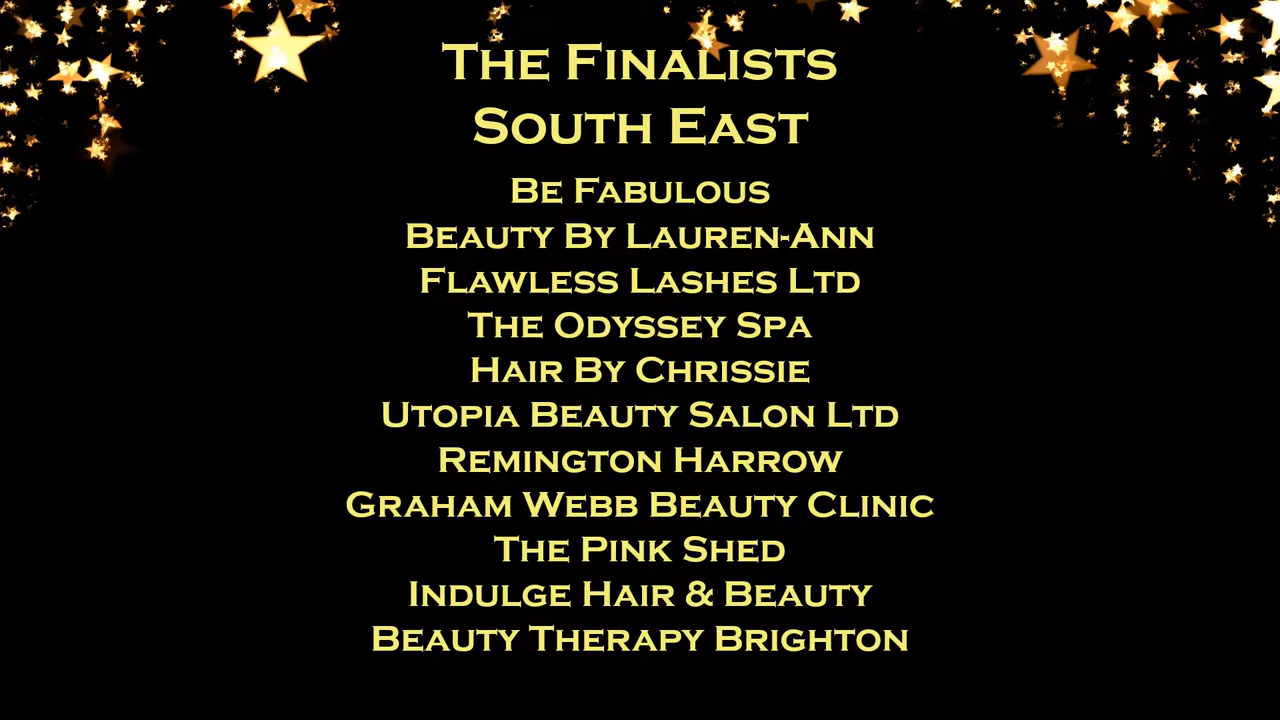 The Finalists
South East
Be Fabulous
Beauty By Lauren-Ann
Flawless Lashes Ltd
The Odyssey Spa
Hair By Chrissie
Utopia Beauty Salon Ltd
Remington Harrow
Graham Webb Beauty Clinic
The Pink Shed
Indulge Hair & Beauty
Beauty Therapy Brighton